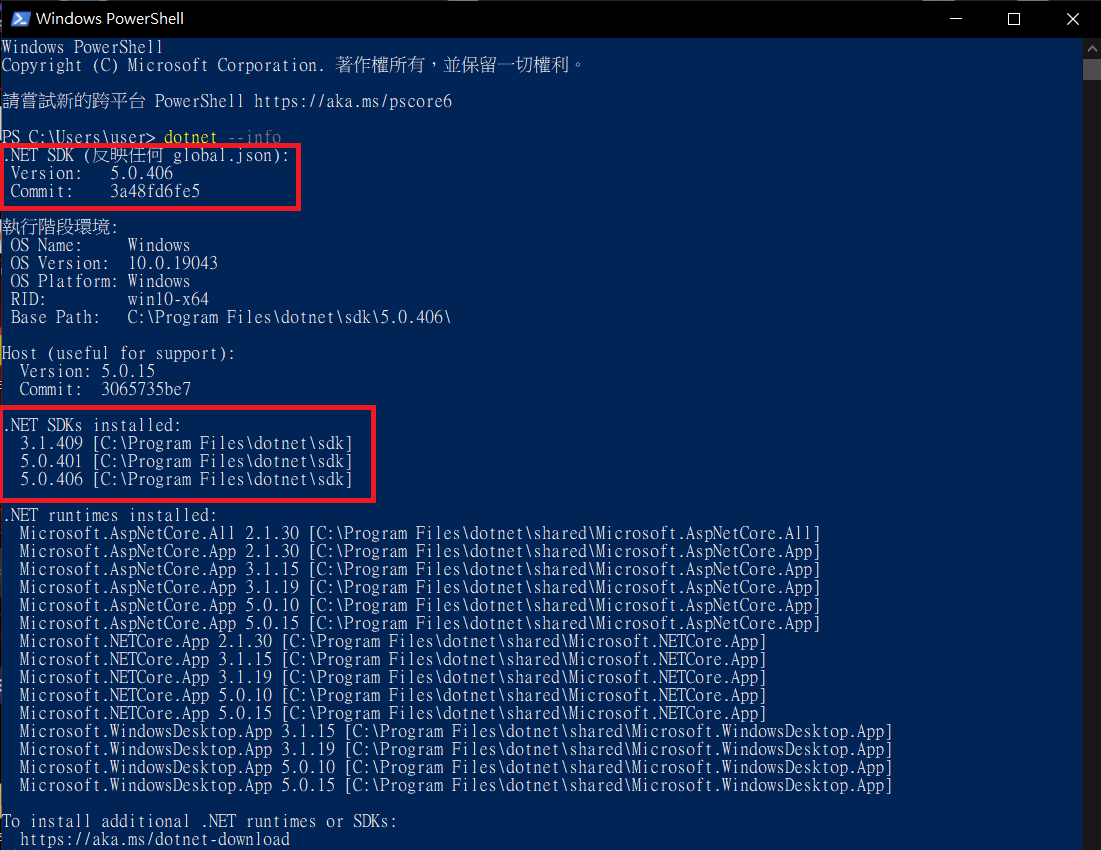 Windows PowerShell
Windows PowerShell
Copyright (C) Microsoft Corporation. 著作權所有，並保留一切權利。
請嘗試新的跨平台 PowerShell https://aka.ms/pscore6
PS C:\Users\user> dotnet --info
.NET SDK (反映任何 global.json):
Version: 5.0.406
Commit: 3a48fd6fe5
執行階段環境:
OS Name: Windows
OS Version: 10.0.19043
OS Platform: Windows
RID: win10-x64
Base Path: C:\Program Files\dotnet\sdk\5.0.406\
Host (useful for support):
Version: 5.0.15
Commit: 3065735be7
.NET SDKs installed:
3.1.409 [C:\Program Files\dotnet\sdk]
5.0.401 [C:\Program Files\dotnet\sdk]
5.0.406 [C:\Program Files\dotnet\sdk]
.NET runtimes installed:
Microsoft.AspNetCore.All 2.1.30 [C:\Program Files\dotnet\shared\Microsoft.AspNetCore.All]
Microsoft.AspNetCore.App 2.1.30 [C:\Program Files\dotnet\shared\Microsoft.AspNetCore.App]
Microsoft.AspNetCore.App 3.1.15 [C:\Program Files\dotnet\shared\Microsoft.AspNetCore.App]
Microsoft.AspNetCore.App 3.1.19 [C:\Program Files\dotnet\shared\Microsoft.AspNetCore.App]
Microsoft.AspNetCore.App 5.0.10 [C:\Program Files\dotnet\shared\Microsoft.AspNetCore.App]
Microsoft.AspNetCore.App 5.0.15 [C:\Program Files\dotnet\shared\Microsoft.AspNetCore.App]
Microsoft.NETCore.App 2.1.30 [C:\Program Files\dotnet\shared\Microsoft.NETCore.App]
Microsoft.NETCore.App 3.1.15 [C:\Program Files\dotnet\shared\Microsoft.NETCore.App]
Microsoft.NETCore.App 3.1.19 [C:\Program Files\dotnet\shared\Microsoft.NETCore.App]
Microsoft.NETCore.App 5.0.10 [C:\Program Files\dotnet\shared\Microsoft.NETCore.App]
Microsoft.NETCore.App 5.0.15 [C:\Program Files\dotnet\shared\Microsoft.NETCore.App]
Microsoft.WindowsDesktop.App 3.1.15 [C:\Program Files\dotnet\shared\Microsoft.WindowsDesktop.App]
Microsoft.WindowsDesktop.App 3.1.19 [C:\Program Files\dotnet\shared\Microsoft.WindowsDesktop.App]
Microsoft.WindowsDesktop.App 5.0.10 [C:\Program Files\dotnet\shared\Microsoft.WindowsDesktop.App]
Microsoft.WindowsDesktop.App 5.0.15 [C:\Program Files\dotnet\shared\Microsoft.WindowsDesktop.App]
To install additional .NET runtimes or SDKs:
https://aka.ms/dotnet-download